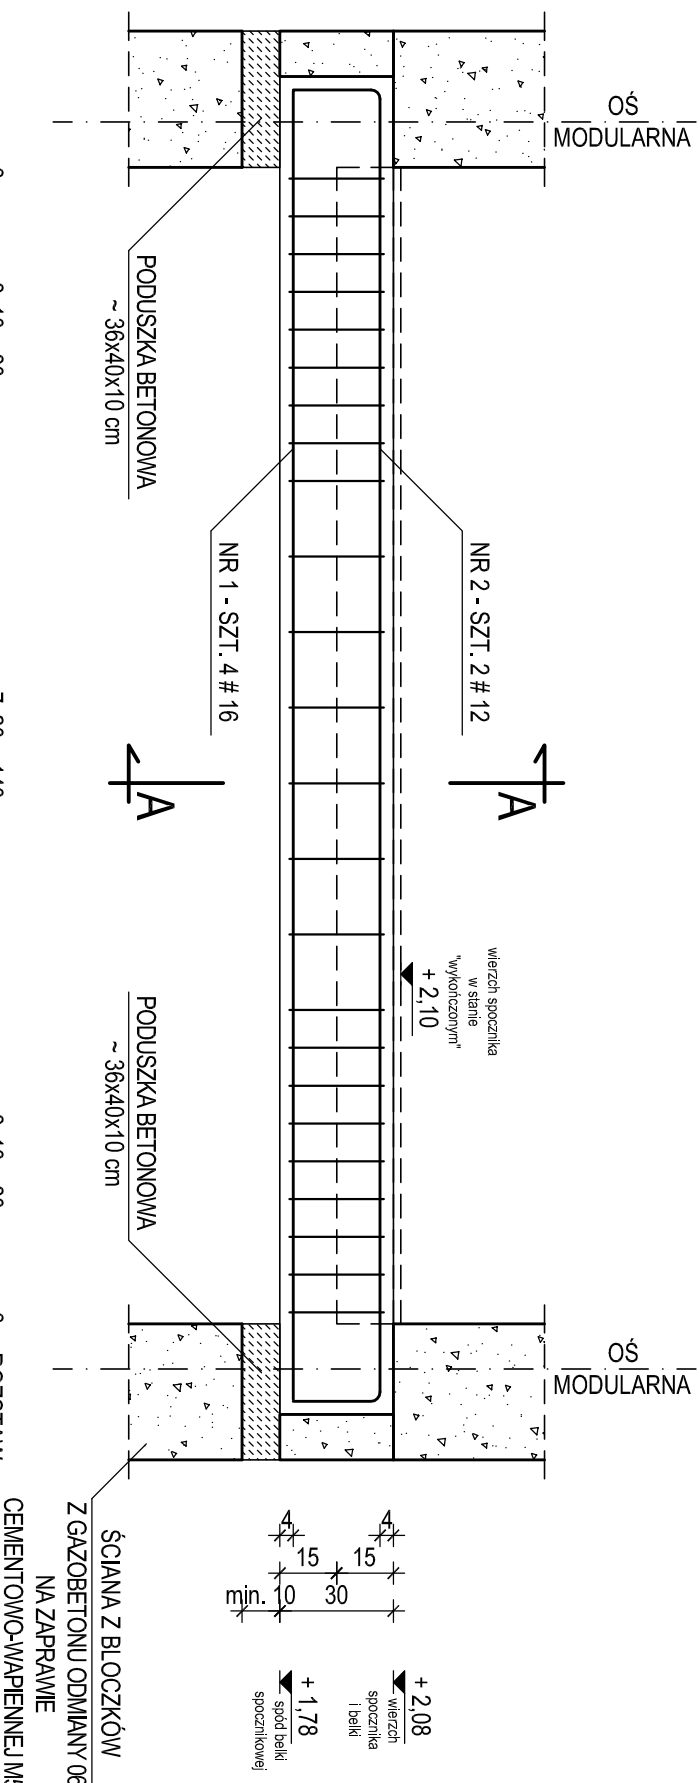 OŚ
MODULARNA
PODUSZKA BETONOWA
~ 36x40x10 cm
NR 2 - SZT. 2 # 12
NR 1 - SZT. 4 # 16
A
A
wierzch spocznika
w stanie
"wykończonym"
+ 2,10
PODUSZKA BETONOWA
~ 36x40x10 cm
OŚ
MODULARNA
4
4
15
15
min. 10
30
+ 2,08
wierzch
spocznika
i belki
+ 1,78
spód belki
spocznikowej
ŚCIANA Z BLOCZKÓW
Z GAZOBETONU ODMIANY 06
NA ZAPRAWIE
CEMENTOWO-WAPIENNEJ M5